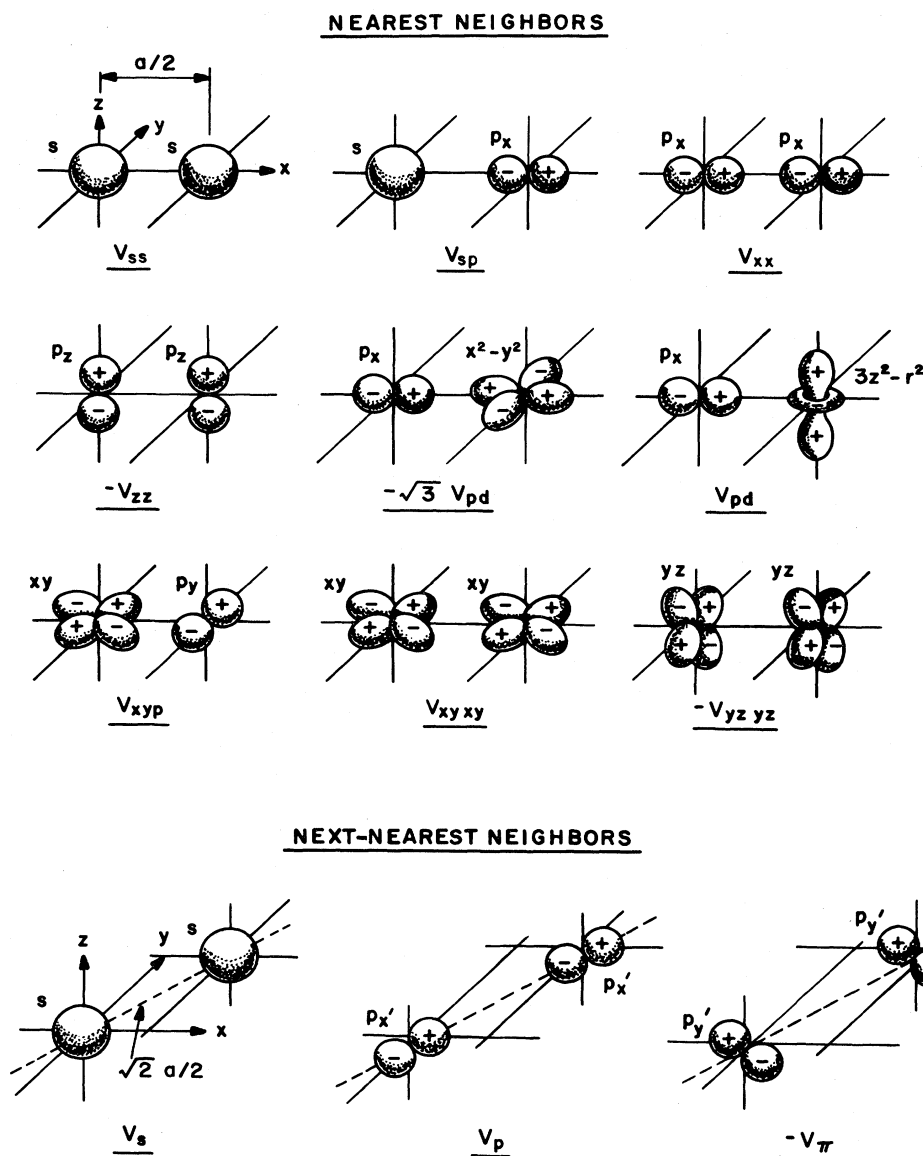 NEAREST NEIGHBORS
a/2
z
y
s s
x
V_ss
s p_x
− +
V_sp
p_x p_x
− + − +
V_xx
p_z p_z
+ +
− −
−V_zz
p_x x²−y²
− + + − − +
−√3 V_pd
p_x 3z²−r²
− + + +
V_pd
xy p_y
− + +
+ − −
V_xyp
xy xy
− + − +
+ − + −
V_xy xy
yz yz
− + − +
+ − + −
−V_yz yz
NEXT-NEAREST NEIGHBORS
s
z y
s
x
√2 a/2
V_s
− +
p_x'
p_x'
− +
V_p
p_y'
+
p_y'
+ −
−V_π